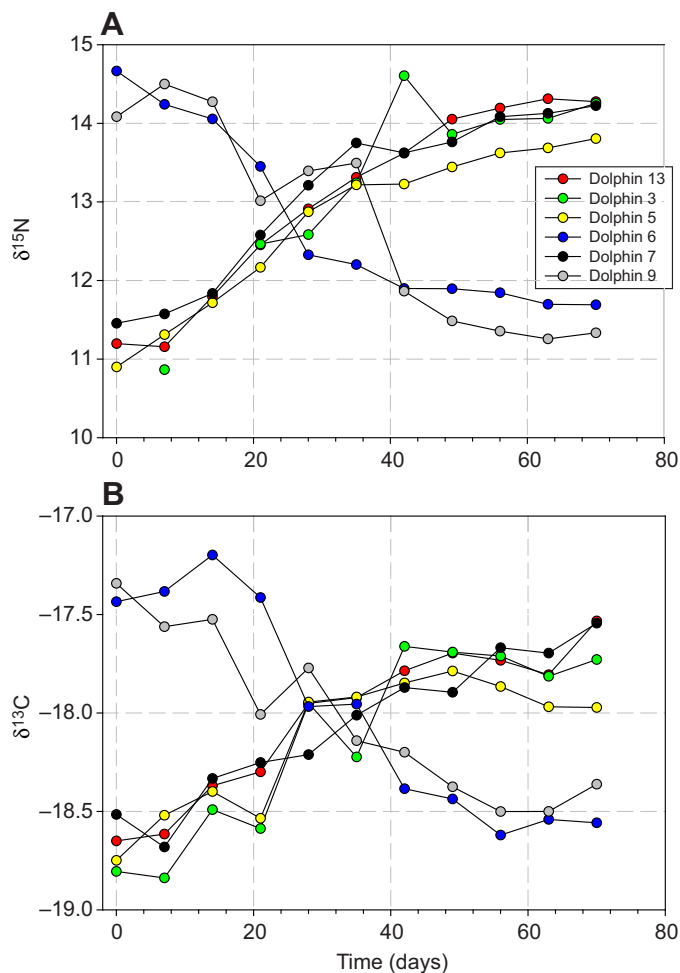 A
15
14
13
12
11
10
δ15N
Dolphin 13
Dolphin 3
Dolphin 5
Dolphin 6
Dolphin 7
Dolphin 9
0
20
40
60
80
B
–17.0
–17.5
–18.0
–18.5
–19.0
δ13C
0
20
40
60
80
Time (days)